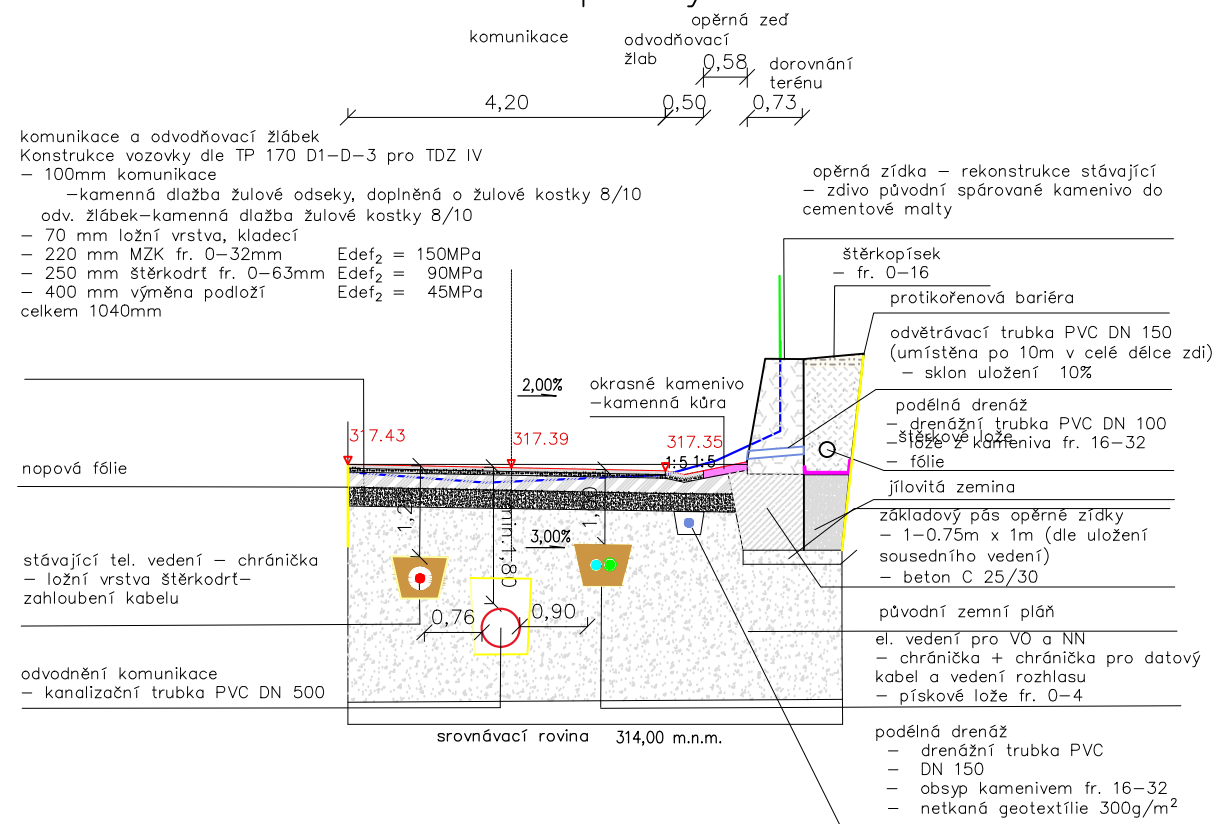 opěrná zeď
komunikace
odvodňovací
žlab
0,58
dorovnání
terénu
4,20
0,50
0,73
komunikace a odvodňovací žlábek
Konstrukce vozovky dle TP 170 D1-D-3 pro TDZ IV
- 100mm komunikace
-kamenná dlažba žulové odseky, doplněná o žulové kostky 8/10
odv. žlábek-kamenná dlažba žulové kostky 8/10
- 70 mm ložní vrstva, kladecí
- 220 mm MZK fr. 0-32mm Edef₂ = 150MPa
- 250 mm štěrkodrť fr. 0-63mm Edef₂ = 90MPa
- 400 mm výměna podloží Edef₂ = 45MPa
celkem 1040mm
opěrná zídka - rekonstrukce stávající
- zdivo původní spárované kamenivo do
cementové malty
štěrkopísek
- fr. 0-16
protikořenová bariéra
odvětrávací trubka PVC DN 150
(umístěna po 10m v celé délce zdi)
- sklon uložení 10%
2,00%
okrasné kamenivo
-kamenná kůra
podélná drenáž
- drenážní trubka PVC DN 100
štěrkové lože
- lože z kameniva fr. 16-32
- fólie
317.43
317.39
317.35
1:5
1:5
nopová fólie
jílovitá zemina
základový pás opěrné zídky
- 1-0.75m x 1m (dle uložení
sousedního vedení)
- beton C 25/30
min. 1,80
3,00%
stávající tel. vedení - chránička
- ložní vrstva štěrkodrť-
zahloubení kabelu
0,76
0,90
původní zemní pláň
el. vedení pro VO a NN
- chránička + chránička pro datový
kabel a vedení rozhlasu
- pískové lože fr. 0-4
odvodnění komunikace
- kanalizační trubka PVC DN 500
srovnávací rovina 314,00 m.n.m.
podélná drenáž
- drenážní trubka PVC
- DN 150
- obsyp kamenivem fr. 16-32
- netkaná geotextílie 300g/m²